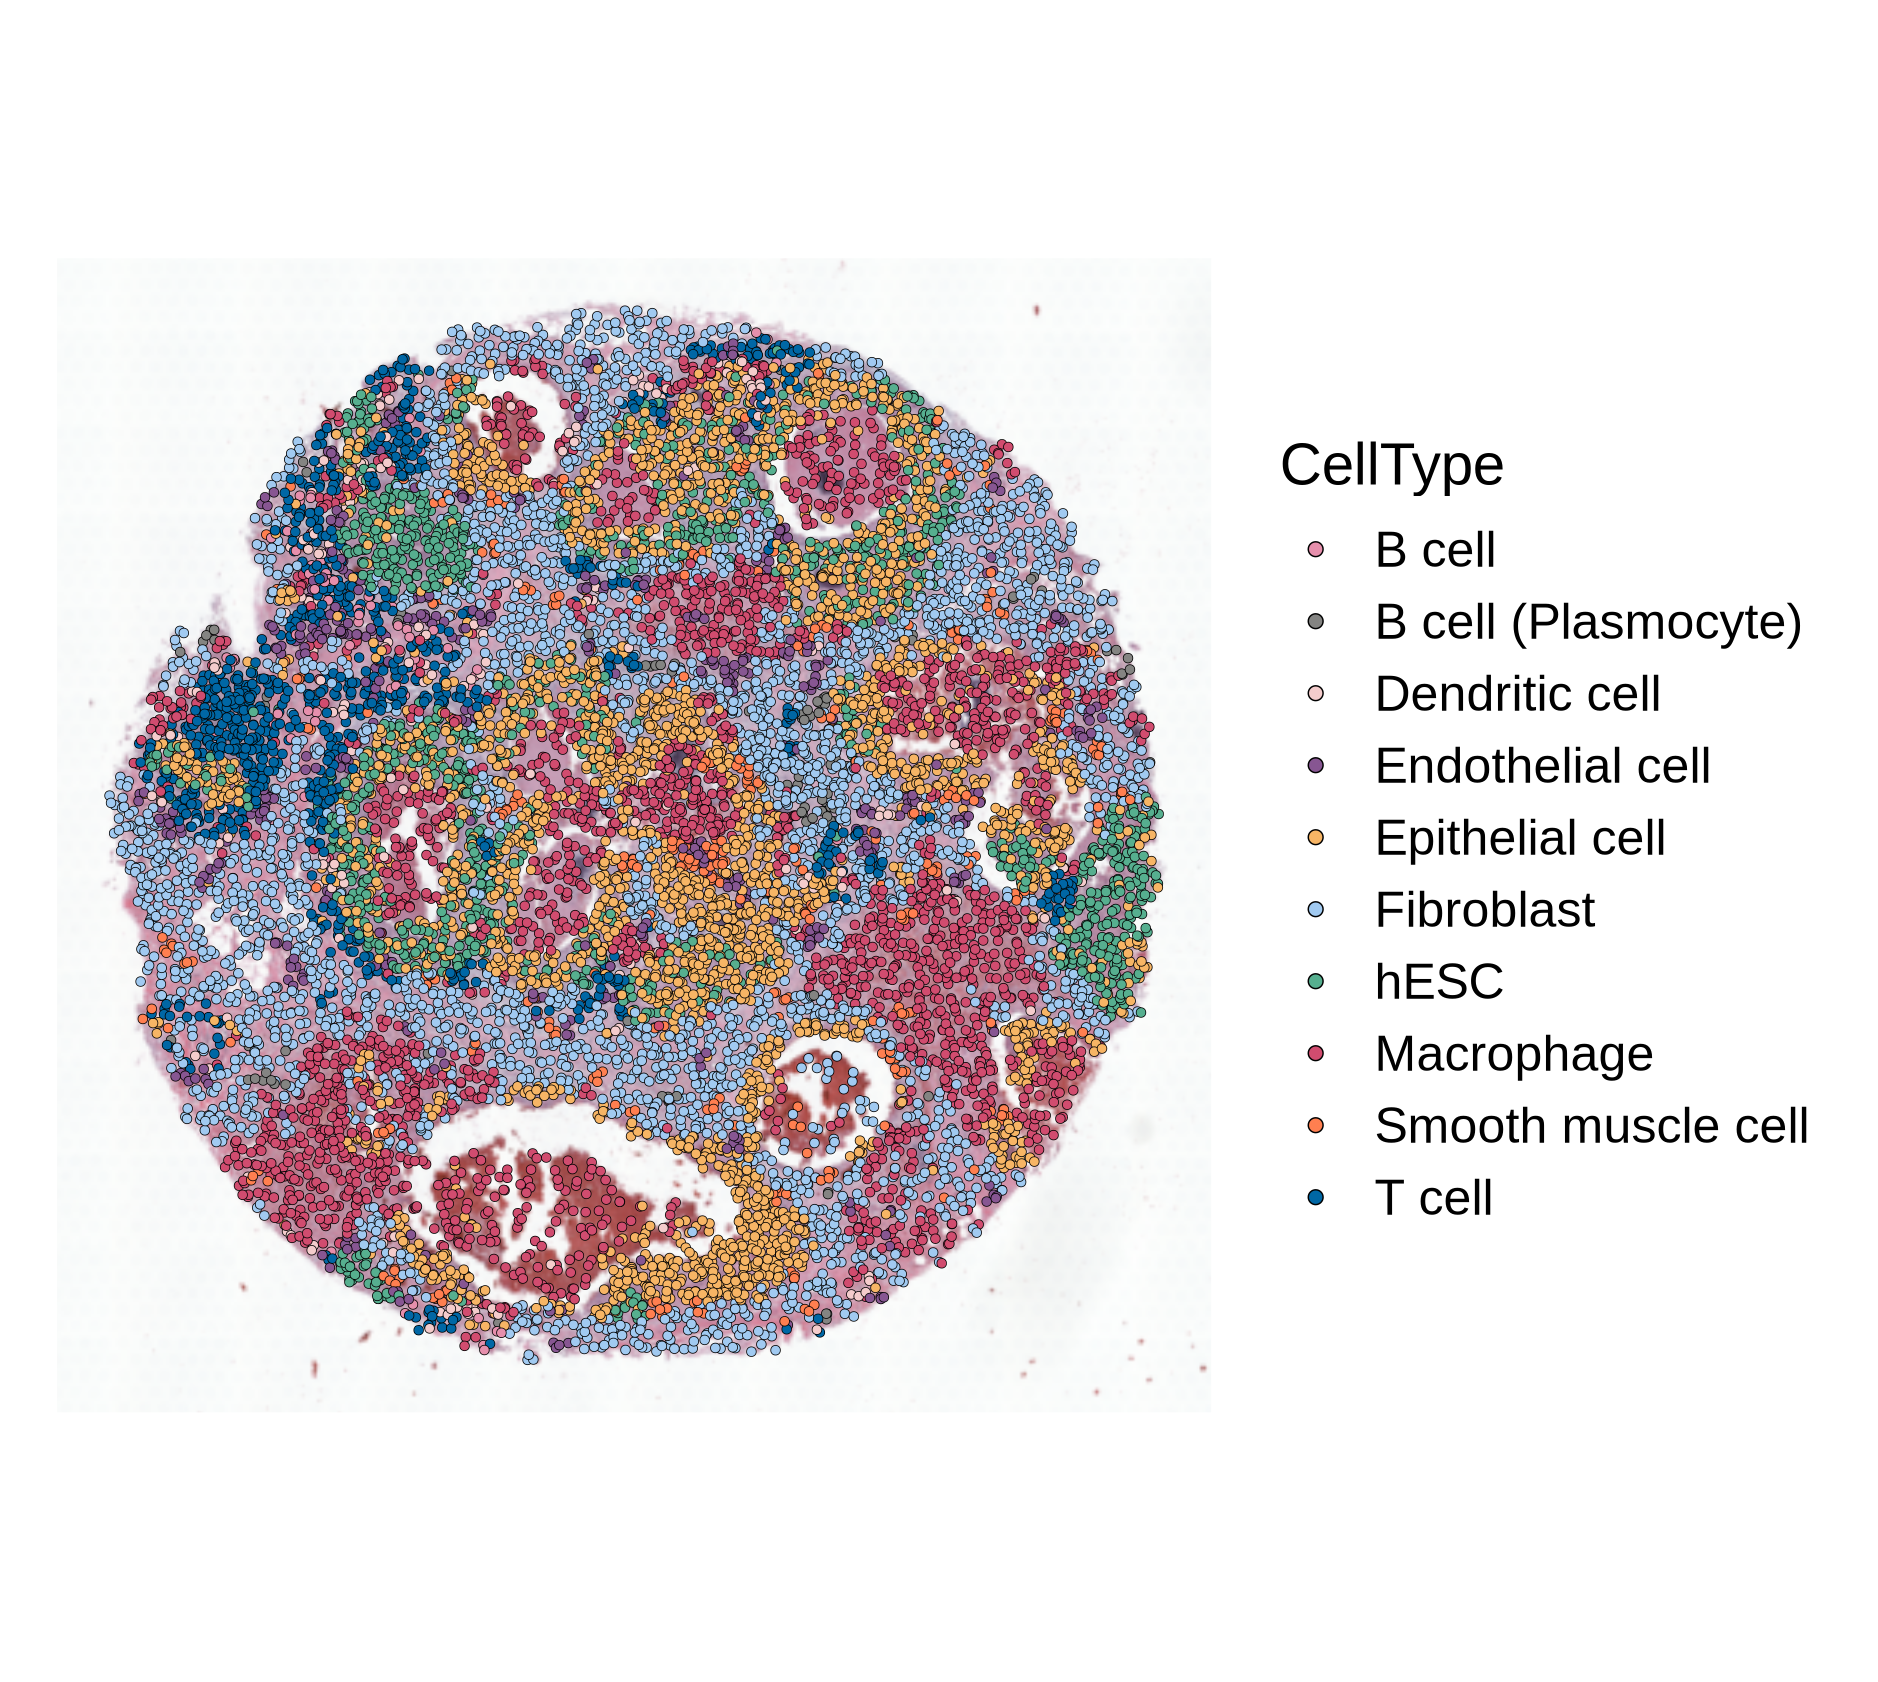 CellType
B cell
B cell (Plasmocyte)
Dendritic cell
Endothelial cell
Epithelial cell
Fibroblast
hESC
Macrophage
Smooth muscle cell
T cell